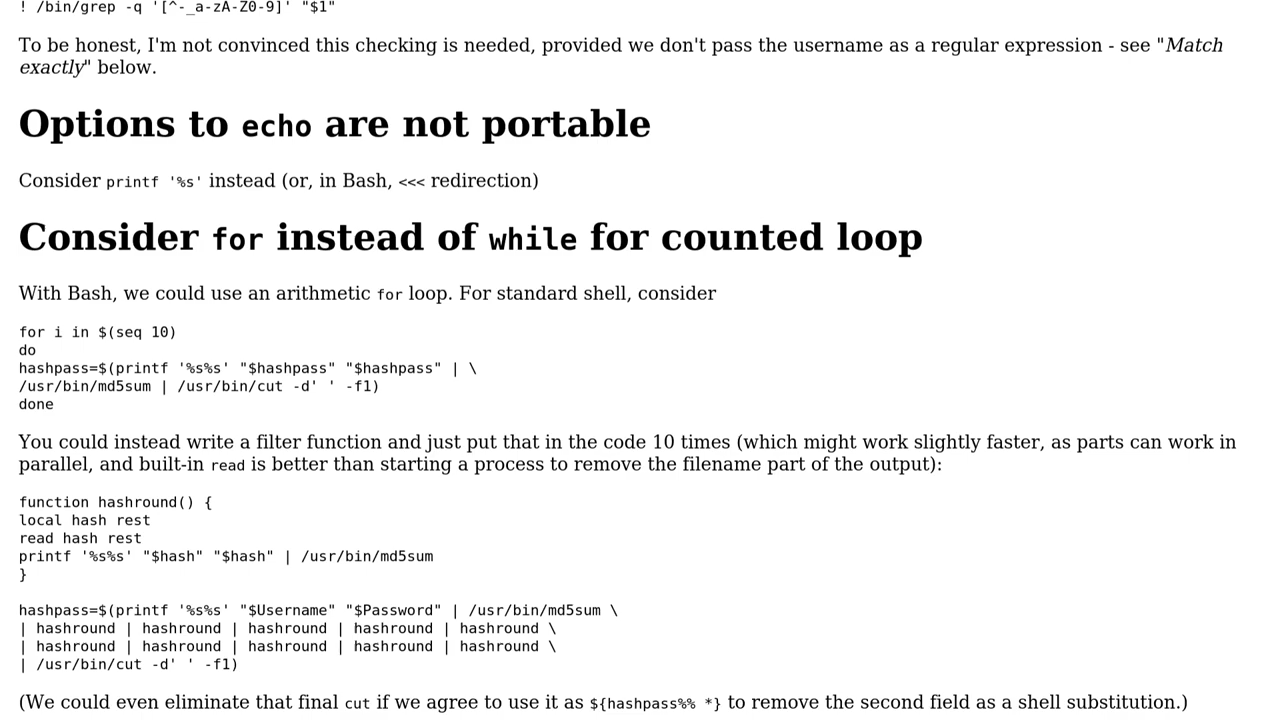 ! /bin/grep -q '[^-_a-zA-Z0-9]' "$1"
To be honest, I'm not convinced this checking is needed, provided we don't pass the username as a regular expression - see "Match
exactly" below.
Options to echo are not portable
Consider printf '%s' instead (or, in Bash, <<< redirection)
Consider for instead of while for counted loop
With Bash, we could use an arithmetic for loop. For standard shell, consider
for i in $(seq 10)
do
hashpass=$(printf '%s%s' "$hashpass" "$hashpass" | \
/usr/bin/md5sum | /usr/bin/cut -d' ' -f1)
done
You could instead write a filter function and just put that in the code 10 times (which might work slightly faster, as parts can work in
parallel, and built-in read is better than starting a process to remove the filename part of the output):
function hashround() {
local hash rest
read hash rest
printf '%s%s' "$hash" "$hash" | /usr/bin/md5sum
}
hashpass=$(printf '%s%s' "$Username" "$Password" | /usr/bin/md5sum \
| hashround | hashround | hashround | hashround | hashround \
| hashround | hashround | hashround | hashround | hashround \
| /usr/bin/cut -d' ' -f1)
(We could even eliminate that final cut if we agree to use it as ${hashpass%% *} to remove the second field as a shell substitution.)